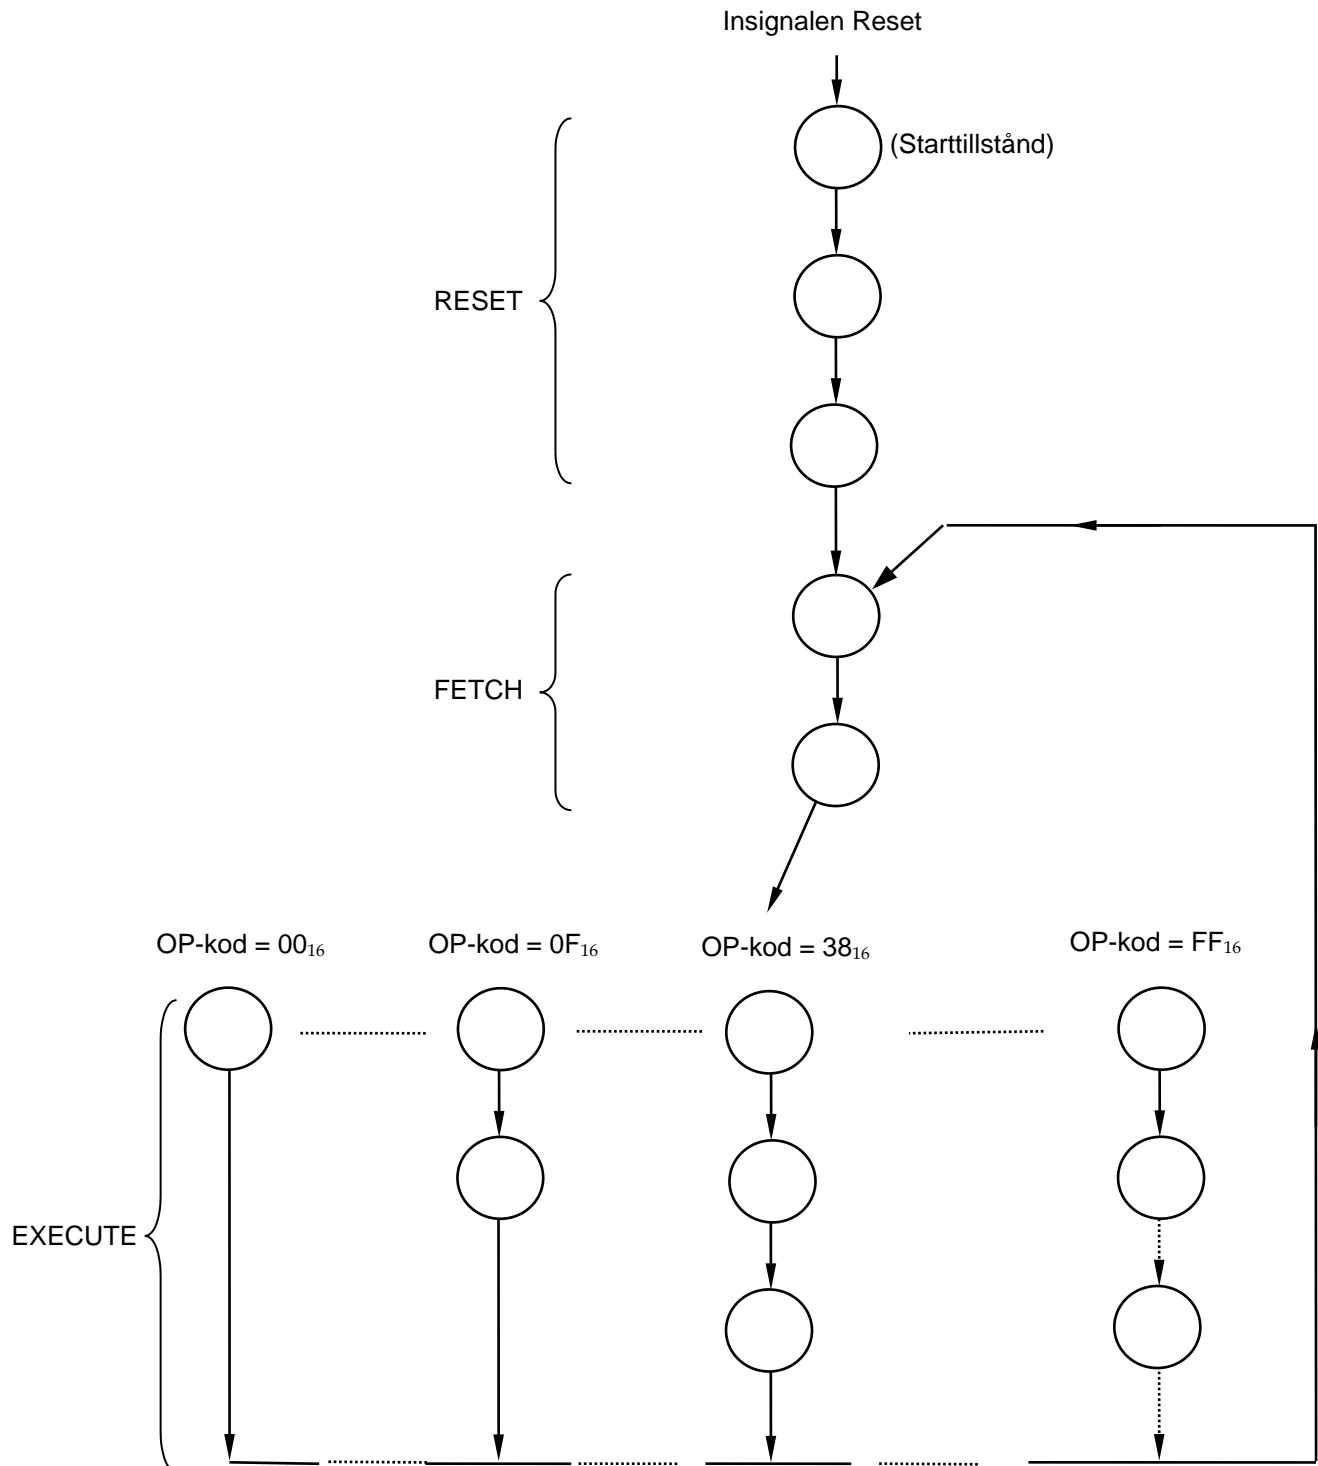 Insignalen Reset
(Starttillstånd)
RESET
FETCH
OP-kod = 00₁₆
OP-kod = 0F₁₆
OP-kod = 38₁₆
OP-kod = FF₁₆
EXECUTE